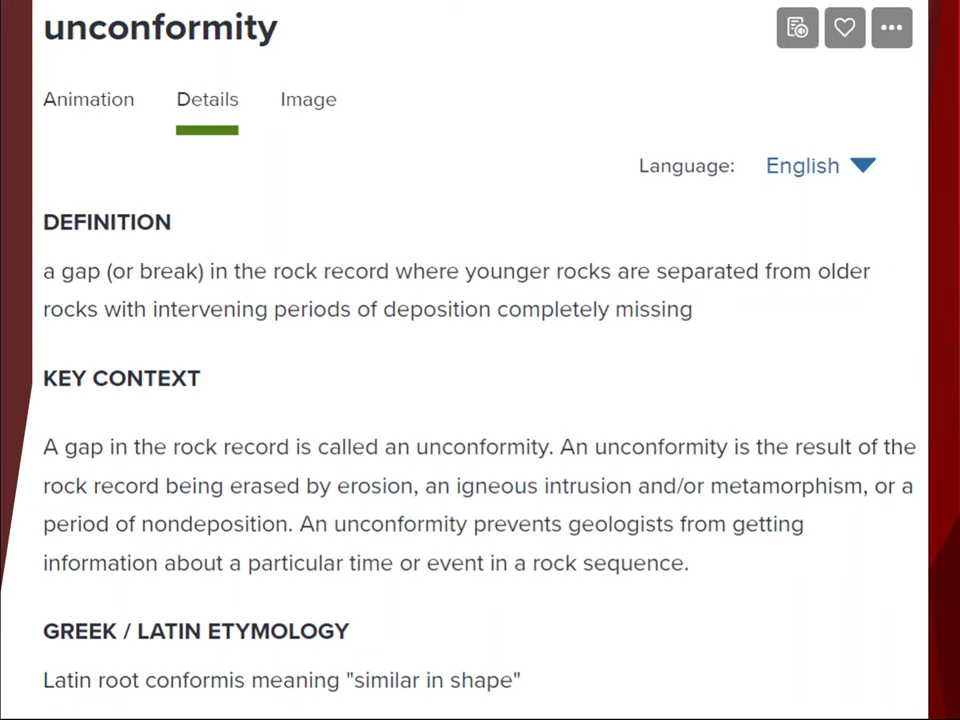 unconformity
Animation Details Image
Language: English
DEFINITION
a gap (or break) in the rock record where younger rocks are separated from older
rocks with intervening periods of deposition completely missing
KEY CONTEXT
A gap in the rock record is called an unconformity. An unconformity is the result of the
rock record being erased by erosion, an igneous intrusion and/or metamorphism, or a
period of nondeposition. An unconformity prevents geologists from getting
information about a particular time or event in a rock sequence.
GREEK / LATIN ETYMOLOGY
Latin root conformis meaning "similar in shape"